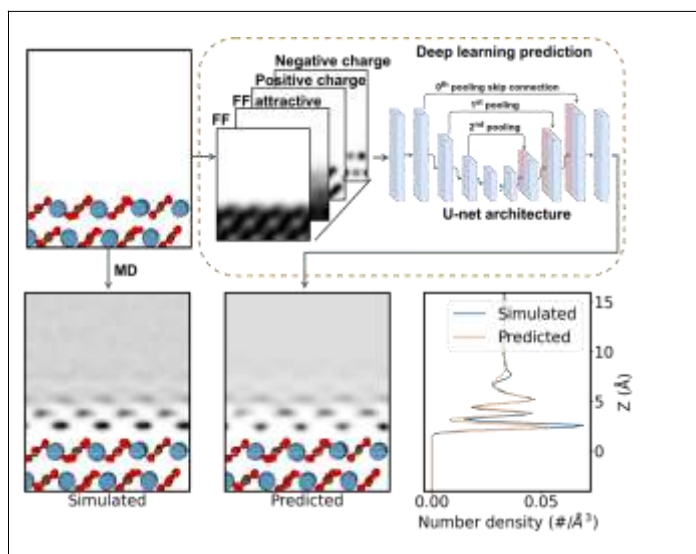 Deep learning prediction
Negative charge
Positive charge
FF attractive
FF
0th pooling skip connection
1st pooling
2nd pooling
U-net architecture
MD
Simulated
Predicted
Simulated
Predicted
15
10
5
0
Z (Å)
0.00 0.05
Number density (#/Å³)